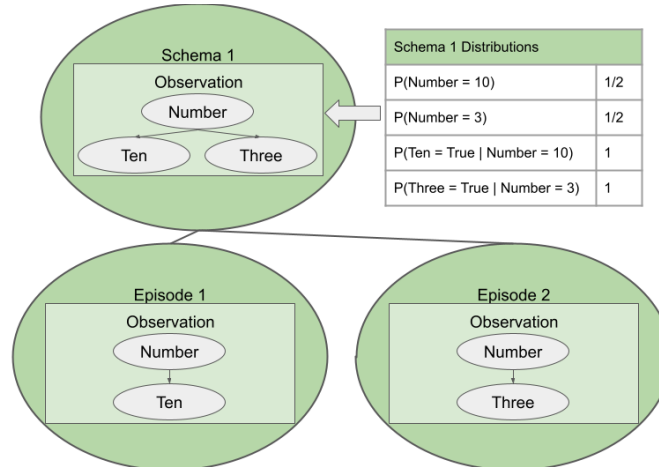 Schema 1
Observation
Number
Ten
Three
Schema 1 Distributions
P(Number = 10) 1/2
P(Number = 3) 1/2
P(Ten = True | Number = 10) 1
P(Three = True | Number = 3) 1
Episode 1
Observation
Number
Ten
Episode 2
Observation
Number
Three